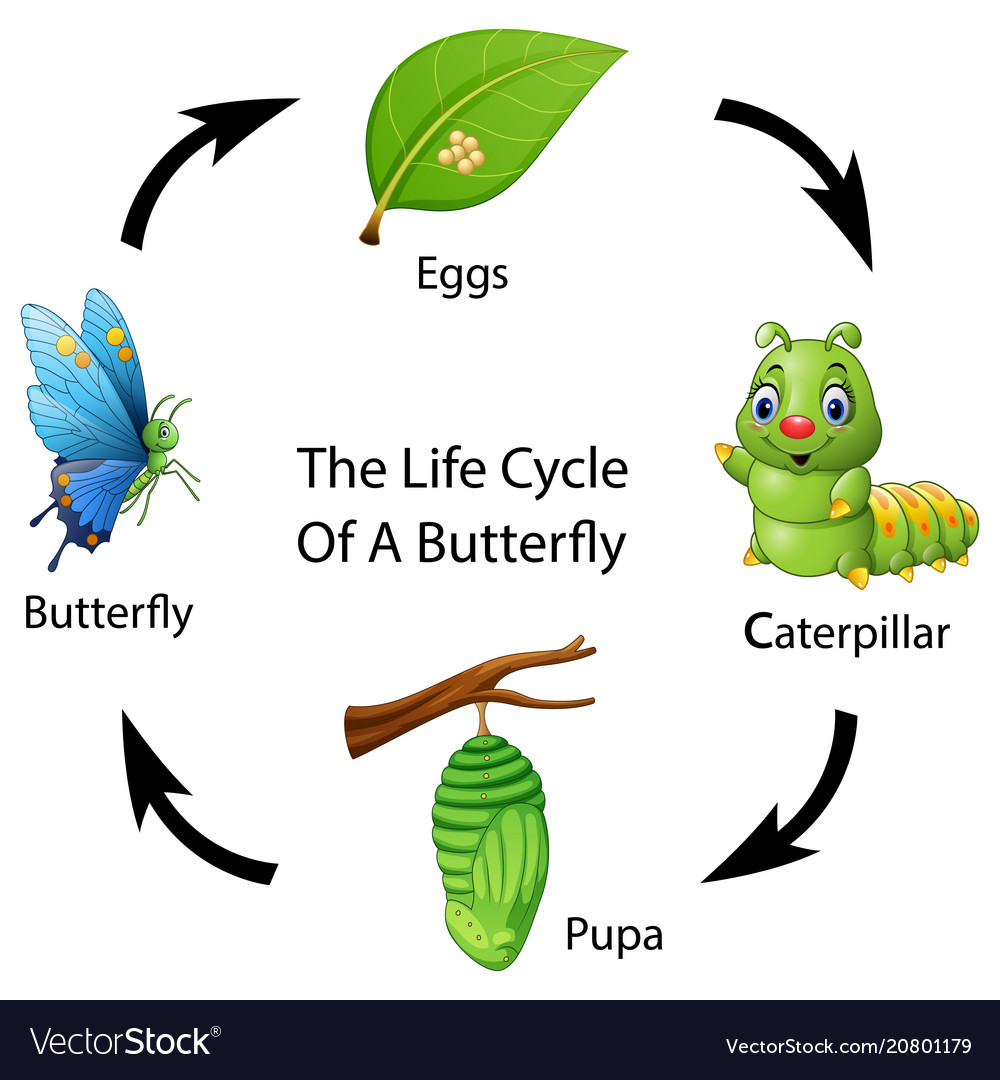 Eggs
The Life Cycle
Of A Butterfly
Butterfly
Caterpillar
Pupa
VectorStock®
VectorStock.com/20801179